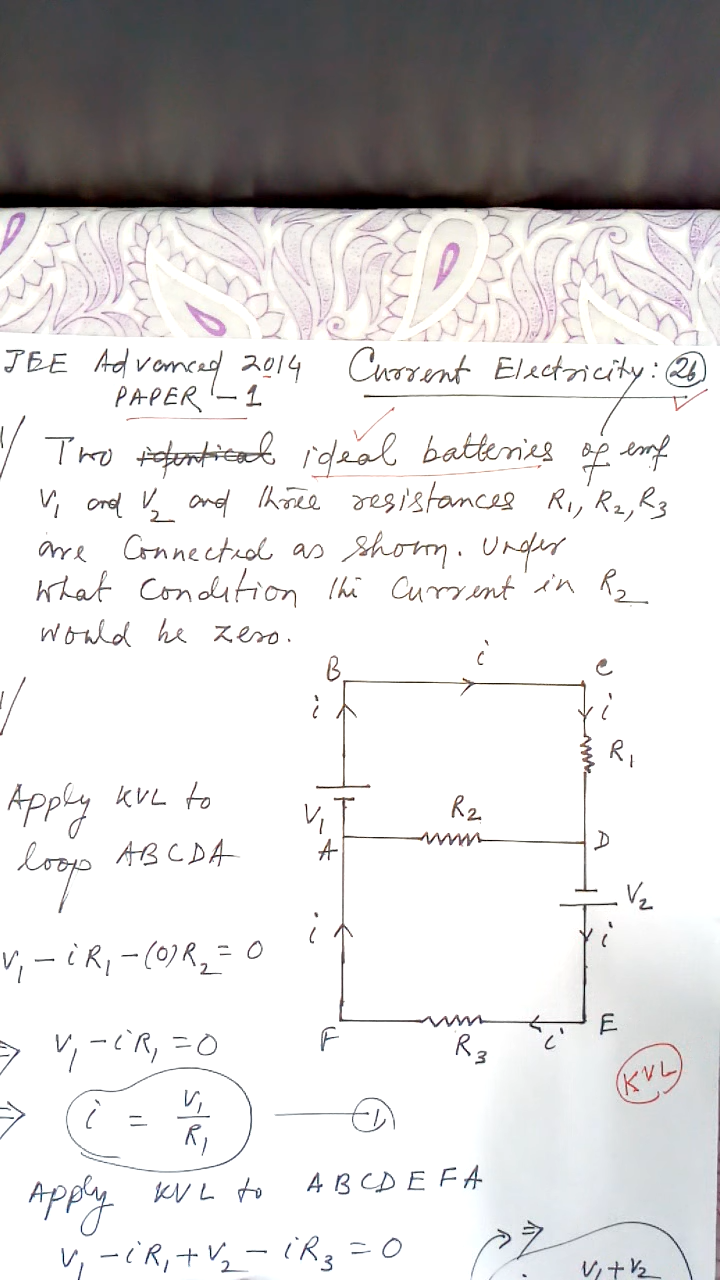 JEE Advanced 2014 Current Electricity: 26
PAPER - 1
Two identical ideal batteries of emf
V₁ and V₂ and three resistances R₁, R₂, R₃
are Connected as shown. Under
what Condition the Current in R₂
would be zero.
B i C
i i
R₁
Apply KVL to
V₁ R₂
loop ABCDA
A D
V₂
V₁ - iR₁ - (0)R₂ = 0
i i
F R₃ i E
⇒ V₁ - iR₁ = 0
KVL
⇒ i = V₁/R₁ — 1
Apply KVL to ABCDEFA
V₁ - iR₁ + V₂ - iR₃ = 0
⇒
V₁ + V₂